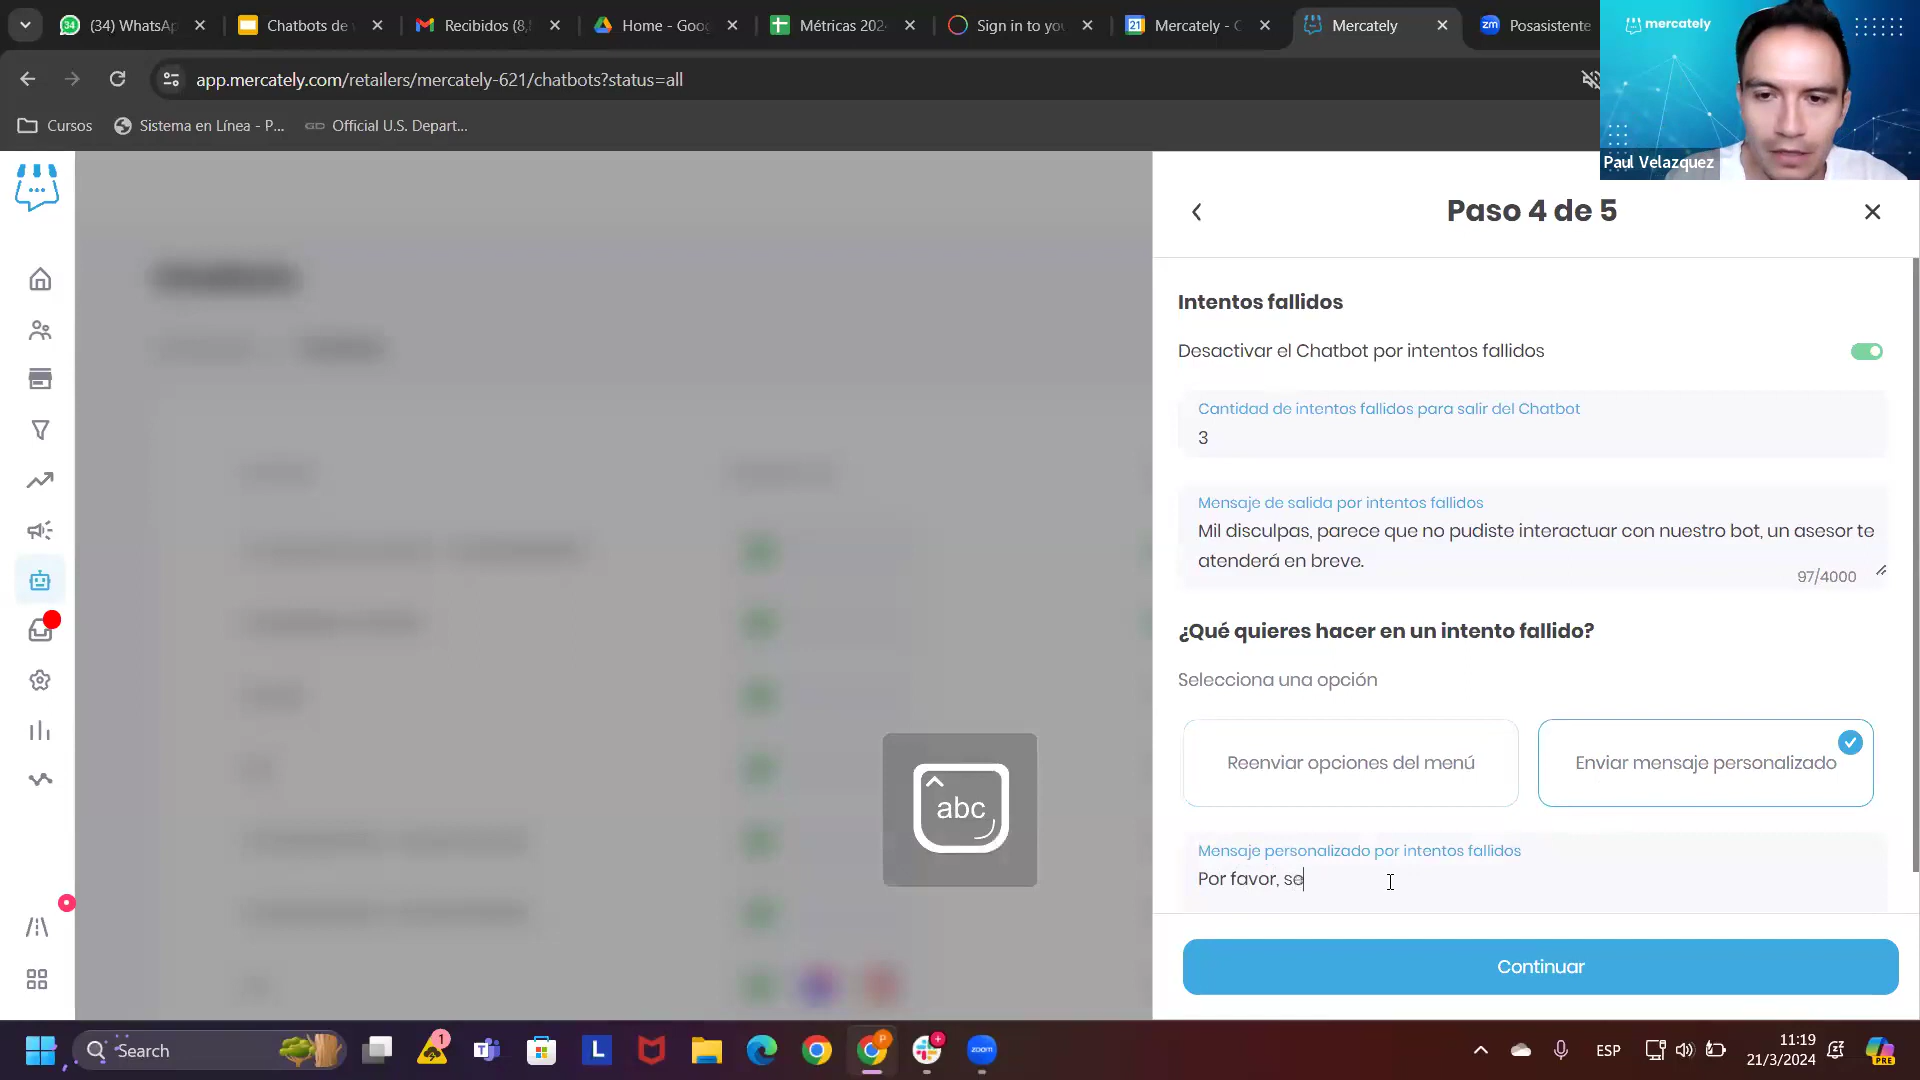 (34) WhatsA
Chatbots de
Recibidos (8,
Home - Goog
Métricas 202
Sign in to yo
Mercately - C
Mercately
Posasistente
mercately
app.mercately.com/retailers/mercately-621/chatbots?status=all
Cursos
Sistema en Línea - P...
Official U.S. Depart...
Paul Velazquez
Paso 4 de 5
Intentos fallidos
Desactivar el Chatbot por intentos fallidos
Cantidad de intentos fallidos para salir del Chatbot
3
Mensaje de salida por intentos fallidos
Mil disculpas, parece que no pudiste interactuar con nuestro bot, un asesor te
atenderá en breve.
97/4000
¿Qué quieres hacer en un intento fallido?
Selecciona una opción
Reenviar opciones del menú
Enviar mensaje personalizado
abc
Mensaje personalizado por intentos fallidos
Por favor, se
Continuar
Search
ESP
11:19
21/3/2024